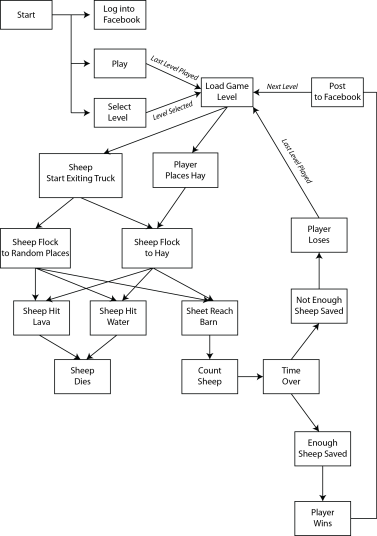 Start
Log into
Facebook
Play
Last Level Played
Select
Level
Level Selected
Load Game
Level
Next Level
Post
to Facebook
Sheep
Start Exiting Truck
Player
Places Hay
Last Level Played
Sheep Flock
to Random Places
Sheep Flock
to Hay
Player
Loses
Sheep Hit
Lava
Sheep Hit
Water
Sheet Reach
Barn
Not Enough
Sheep Saved
Sheep
Dies
Count
Sheep
Time
Over
Enough
Sheep Saved
Player
Wins